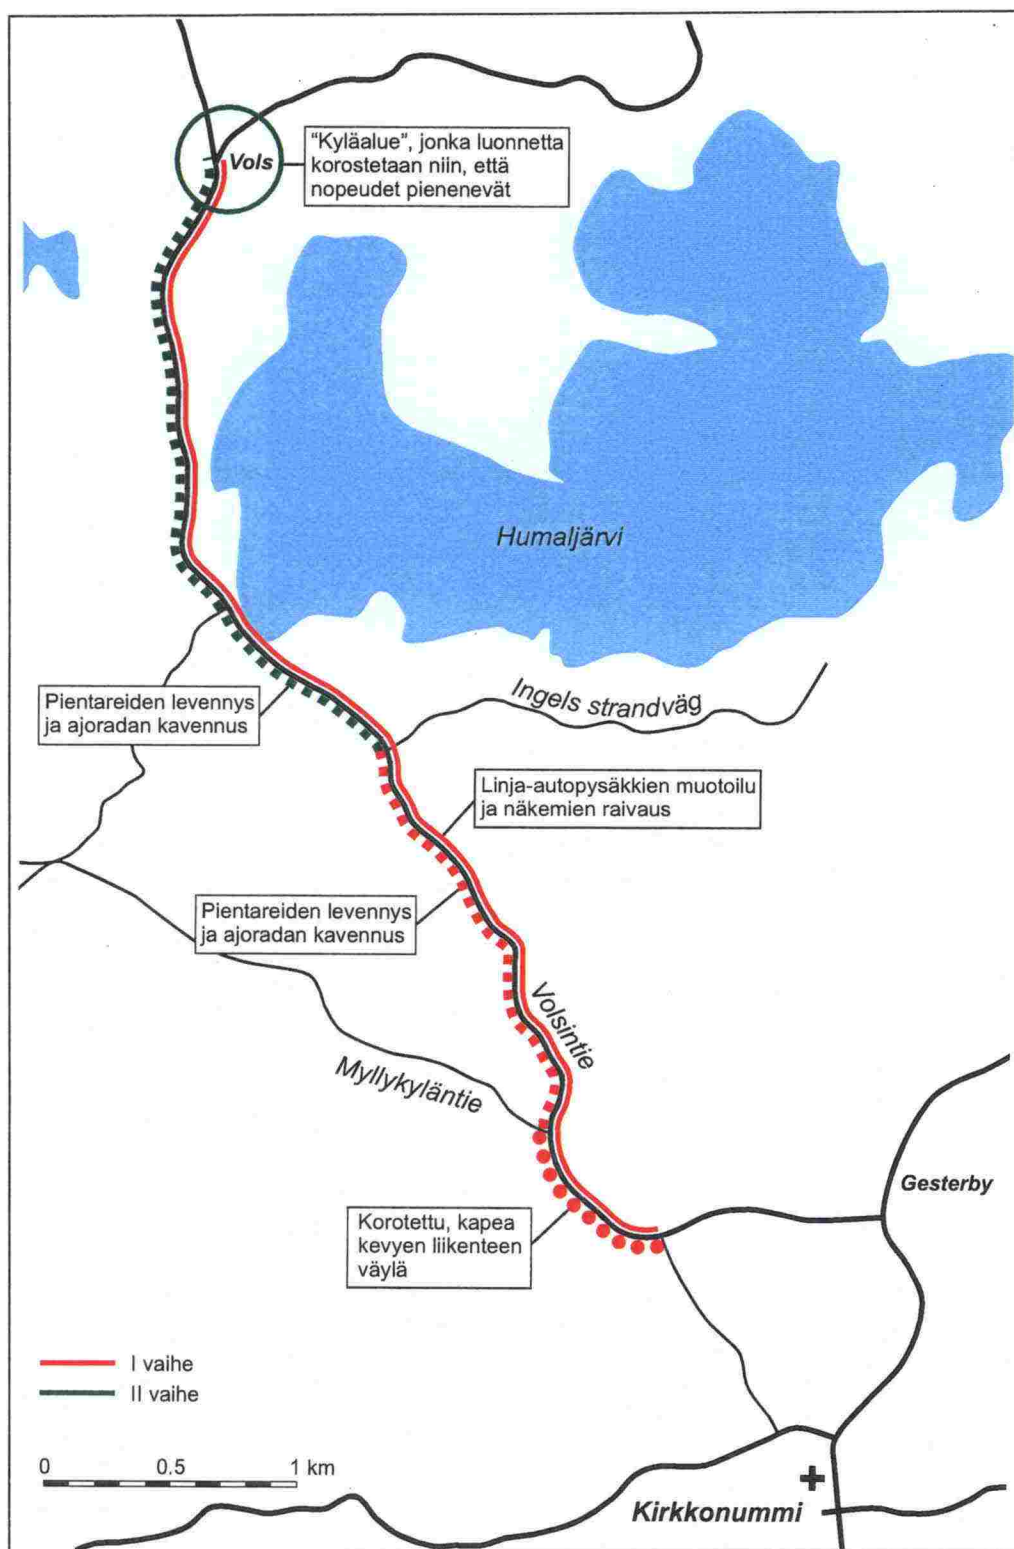 Vols
"Kyläalue", jonka luonnetta
korostetaan niin, että
nopeudet pienenevät
Humaljärvi
Pientareiden levennys
ja ajoradan kavennus
Ingels strandväg
Linja-autopysäkkien muotoilu
ja näkemien raivaus
Pientareiden levennys
ja ajoradan kavennus
Volsintie
Myllykyläntie
Gesterby
Korotettu, kapea
kevyen liikenteen
väylä
I vaihe
II vaihe
0 0.5 1 km
Kirkkonummi